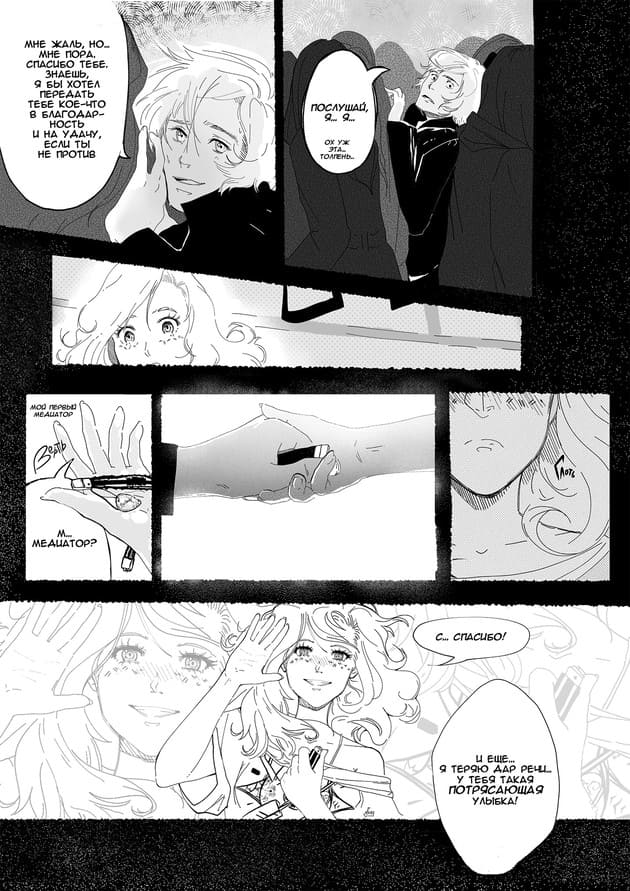 МНЕ ЖАЛЬ, НО...
МНЕ ПОРА.
СПАСИБО ТЕБЕ.
ЗНАЕШЬ,
Я БЫ ХОТЕЛ
ПЕРЕДАТЬ
ТЕБЕ КОЕ-ЧТО
В БЛАГОДАР-
НОСТЬ
И НА УДАЧУ,
ЕСЛИ ТЫ
НЕ ПРОТИВ
ПОСЛУШАЙ,
Я... Я...
ОХ УЖ
ЭТА...
ТОЛПЕНЬ...
МОЙ ПЕРВЫЙ
МЕДИАТОР
М...
МЕДИАТОР?
Глоть
С... СПАСИБО!
И ЕЩЕ...
Я ТЕРЯЮ ДАР РЕЧИ...
У ТЕБЯ ТАКАЯ
ПОТРЯСАЮЩАЯ
УЛЫБКА!